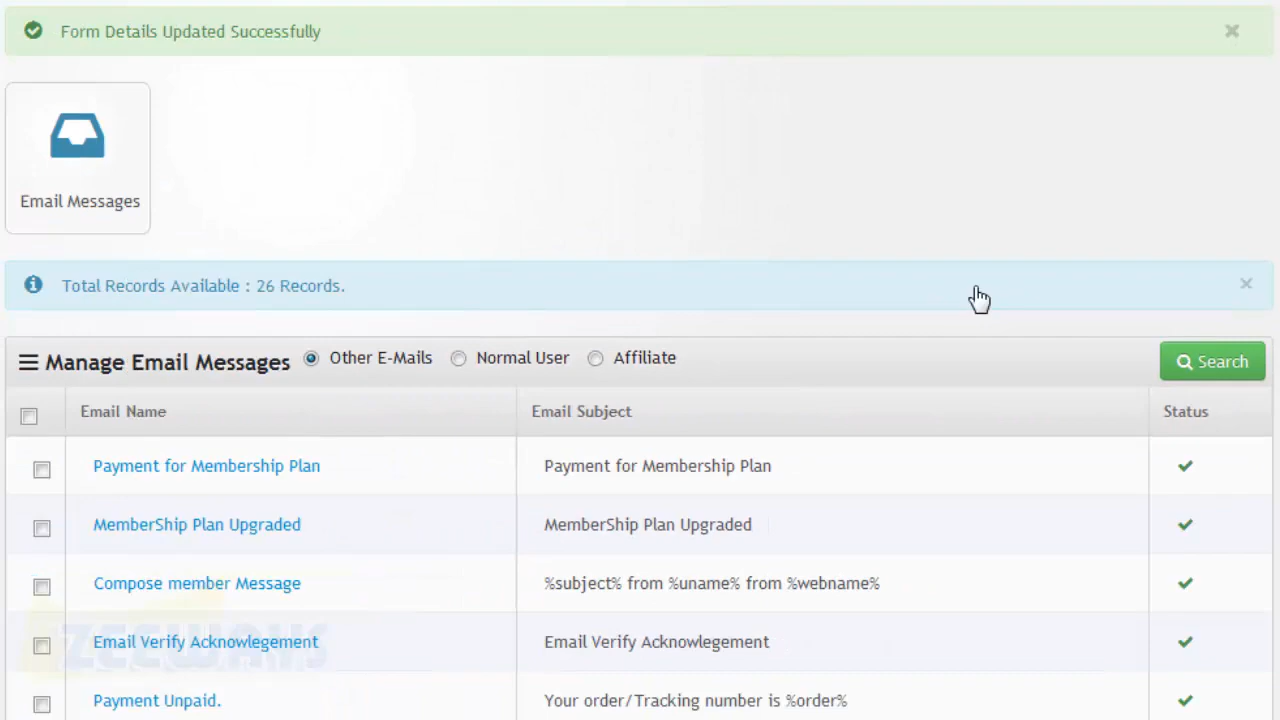 Form Details Updated Successfully
Email Messages
Total Records Available : 26 Records.
Manage Email Messages Other E-Mails Normal User Affiliate Search
Email Name Email Subject Status
Payment for Membership Plan Payment for Membership Plan
MemberShip Plan Upgraded MemberShip Plan Upgraded
Compose member Message %subject% from %uname% from %webname%
Email Verify Acknowlegement Email Verify Acknowlegement
ZEEWAYS
Payment Unpaid. Your order/Tracking number is %order%